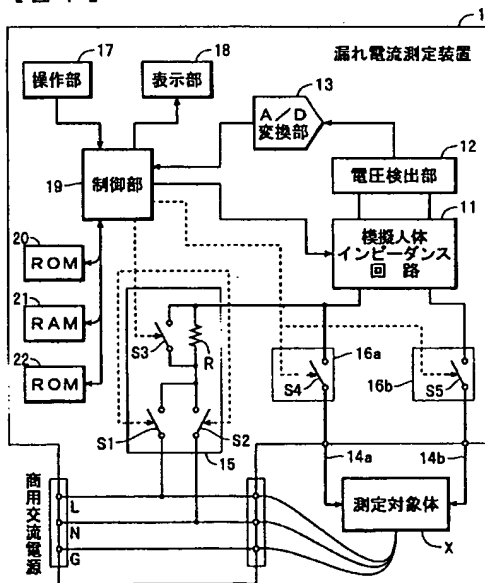 【図1】
1
漏れ電流測定装置
17
操作部
18
表示部
13
A/D
変換部
12
電圧検出部
11
模擬人体
インピーダンス
回路
19
制御部
20
ROM
21
RAM
22
ROM
S3
R
S1
S2
15
S4
16a
S5
16b
14a
14b
商用交流電源
L
N
G
測定対象体
X